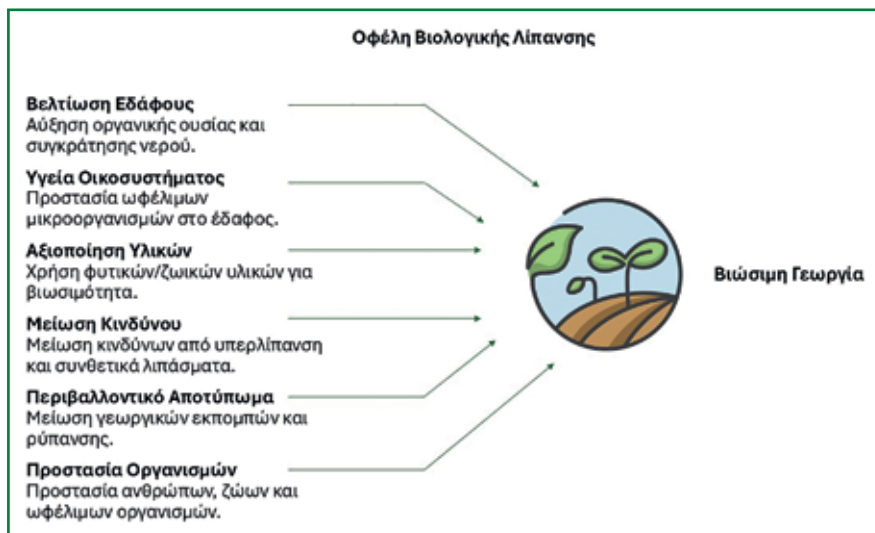 Οφέλη Βιολογικής Λίπανσης
Βελτίωση Εδάφους
Αύξηση οργανικής ουσίας και
συγκράτησης νερού.
Υγεία Οικοσυστήματος
Προστασία ωφέλιμων
μικροοργανισμών στο έδαφος.
Αξιοποίηση Υλικών
Χρήση φυτικών/ζωικών υλικών για
βιωσιμότητα.
Μείωση Κινδύνου
Μείωση κινδύνων από υπερλίπανση
και συνθετικά λιπάσματα.
Περιβαλλοντικό Αποτύπωμα
Μείωση γεωργικών εκπομπών και
ρύπανσης.
Προστασία Οργανισμών
Προστασία ανθρώπων, ζώων και
ωφέλιμων οργανισμών.
Βιώσιμη Γεωργία